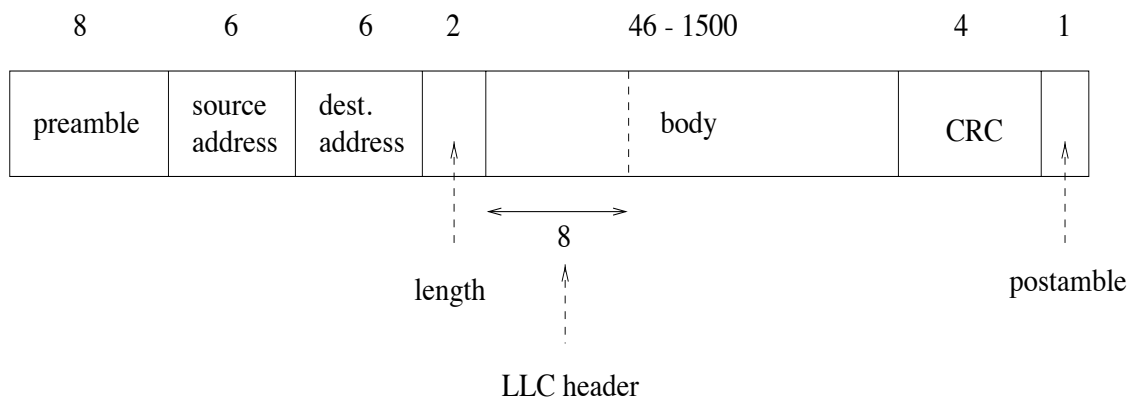 8 6 6 2 46 - 1500 4 1
preamble
source
address
dest.
address
body
CRC
8
length
postamble
LLC header